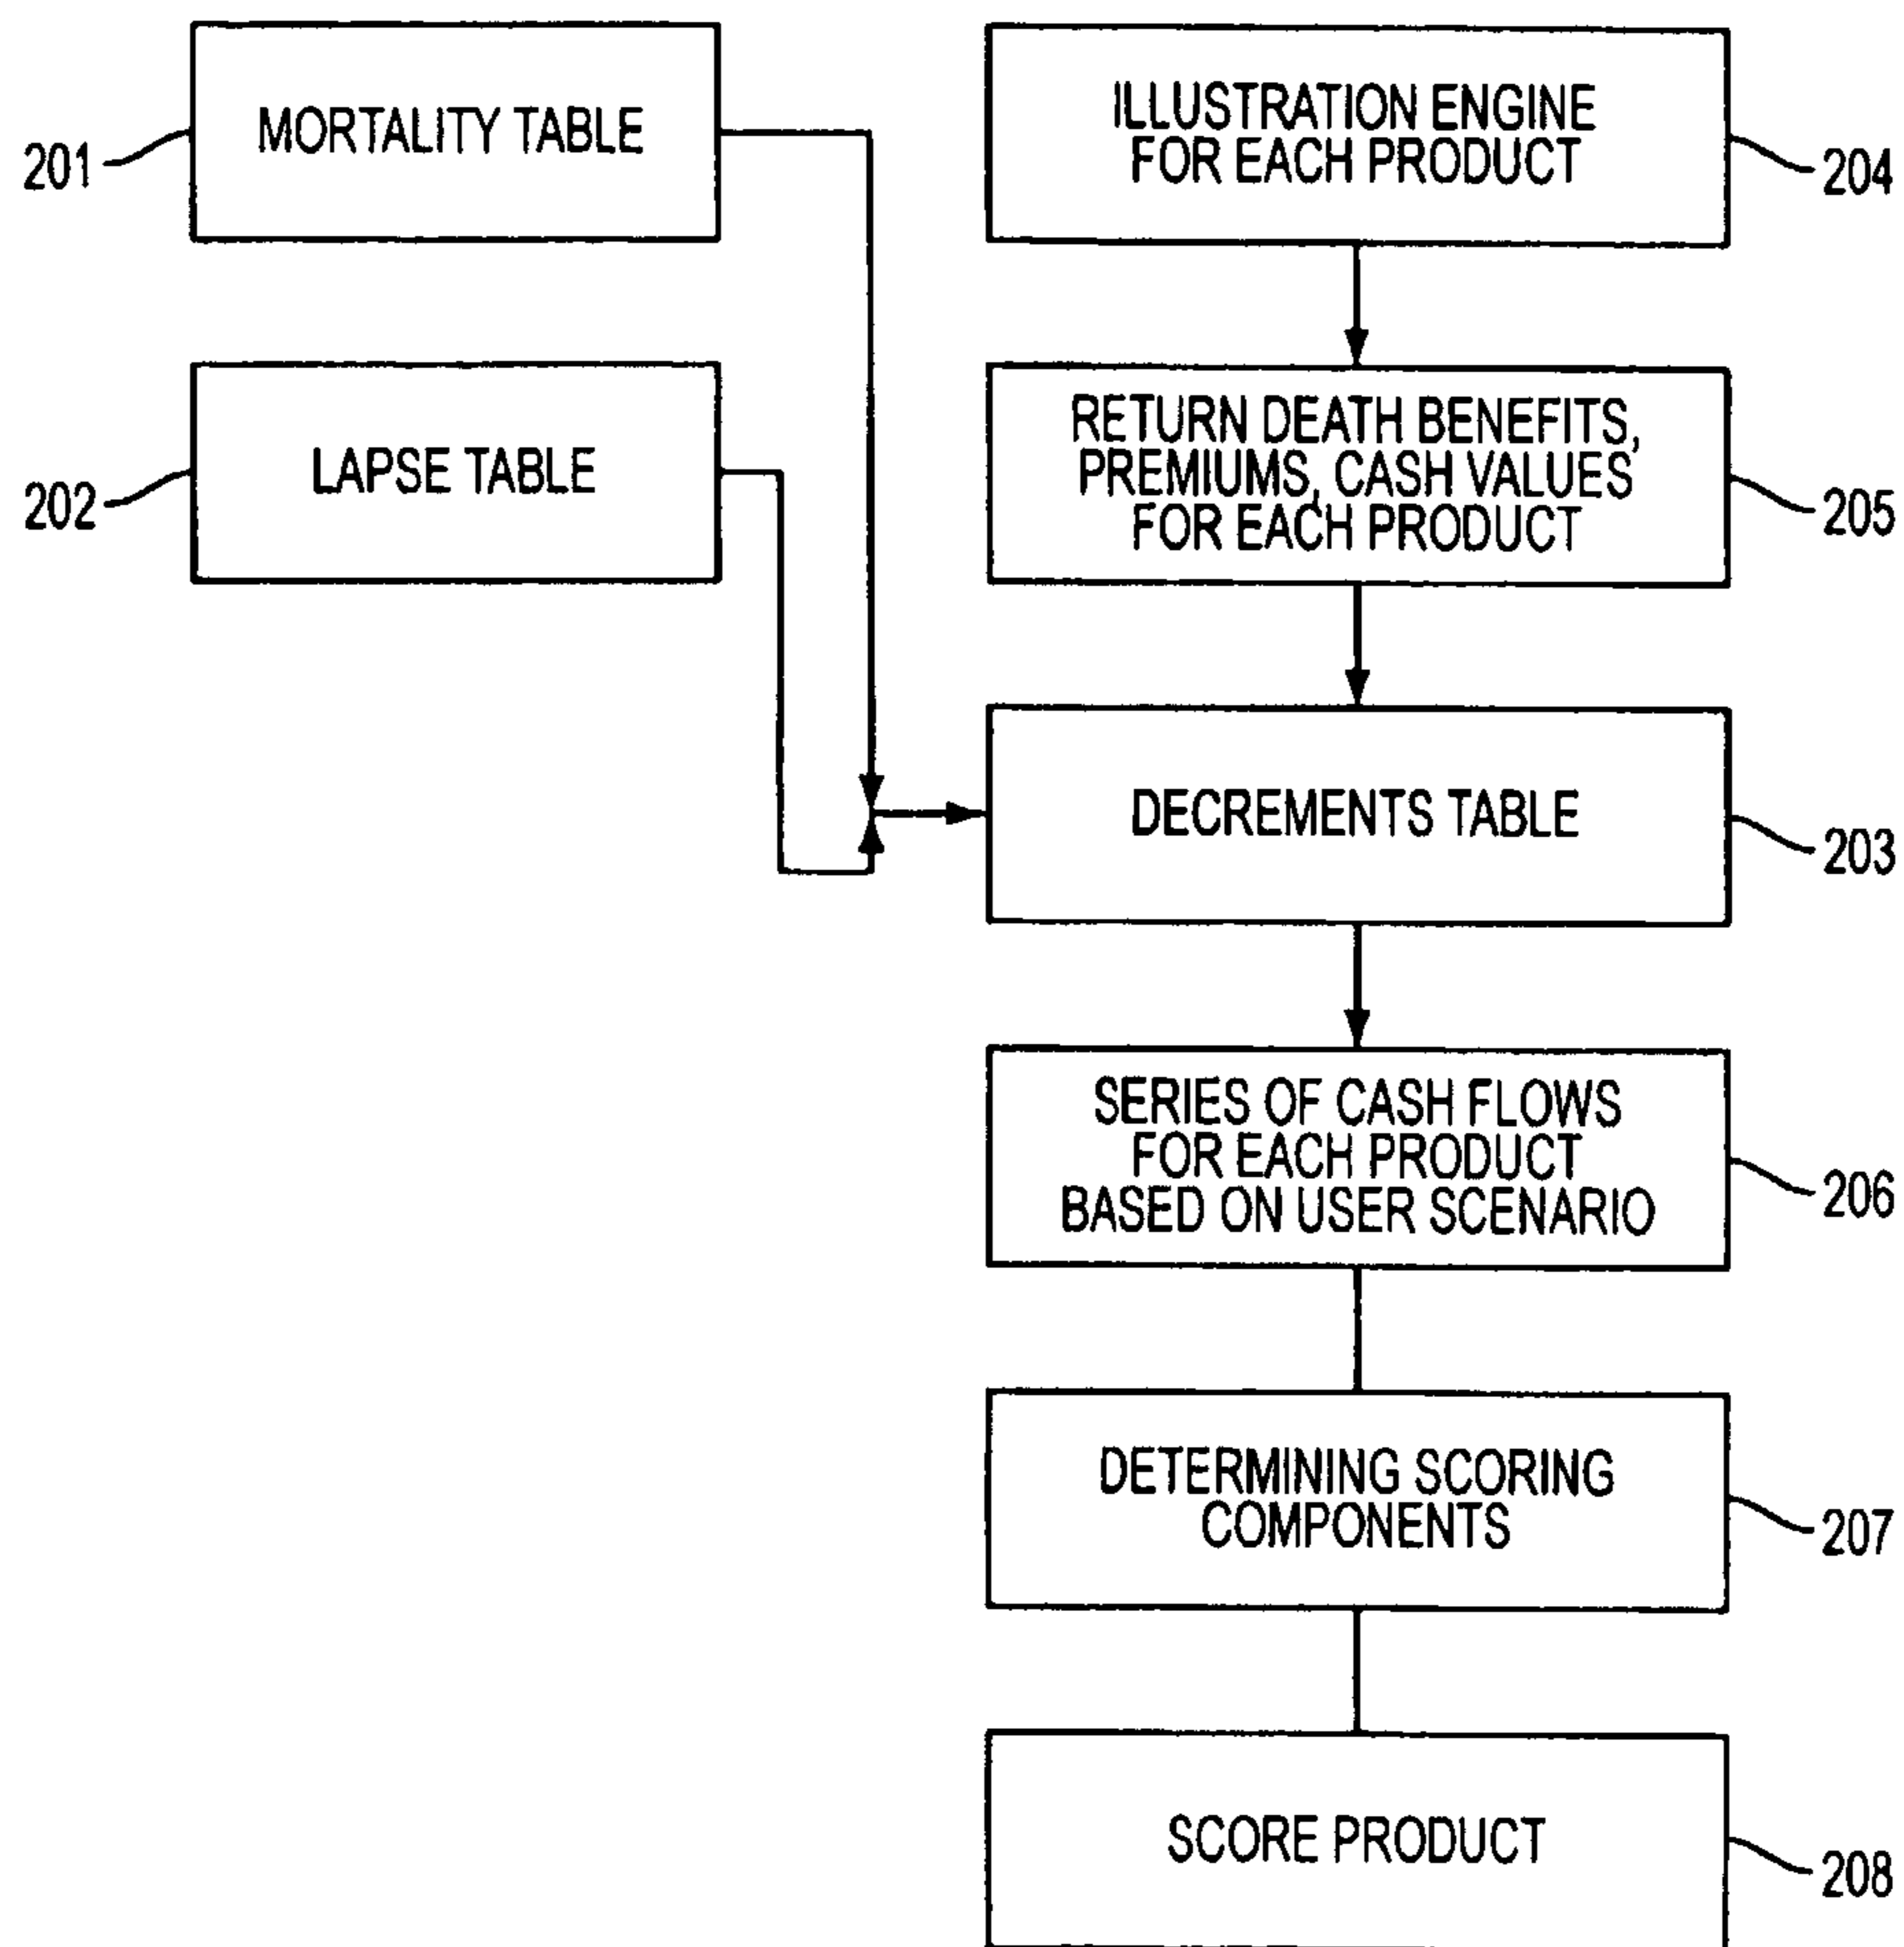 MORTALITY TABLE
201
ILLUSTRATION ENGINE
FOR EACH PRODUCT
204
LAPSE TABLE
202
RETURN DEATH BENEFITS,
PREMIUMS, CASH VALUES
FOR EACH PRODUCT
205
DECREMENTS TABLE
203
SERIES OF CASH FLOWS
FOR EACH PRODUCT
BASED ON USER SCENARIO
206
DETERMINING SCORING
COMPONENTS
207
SCORE PRODUCT
208